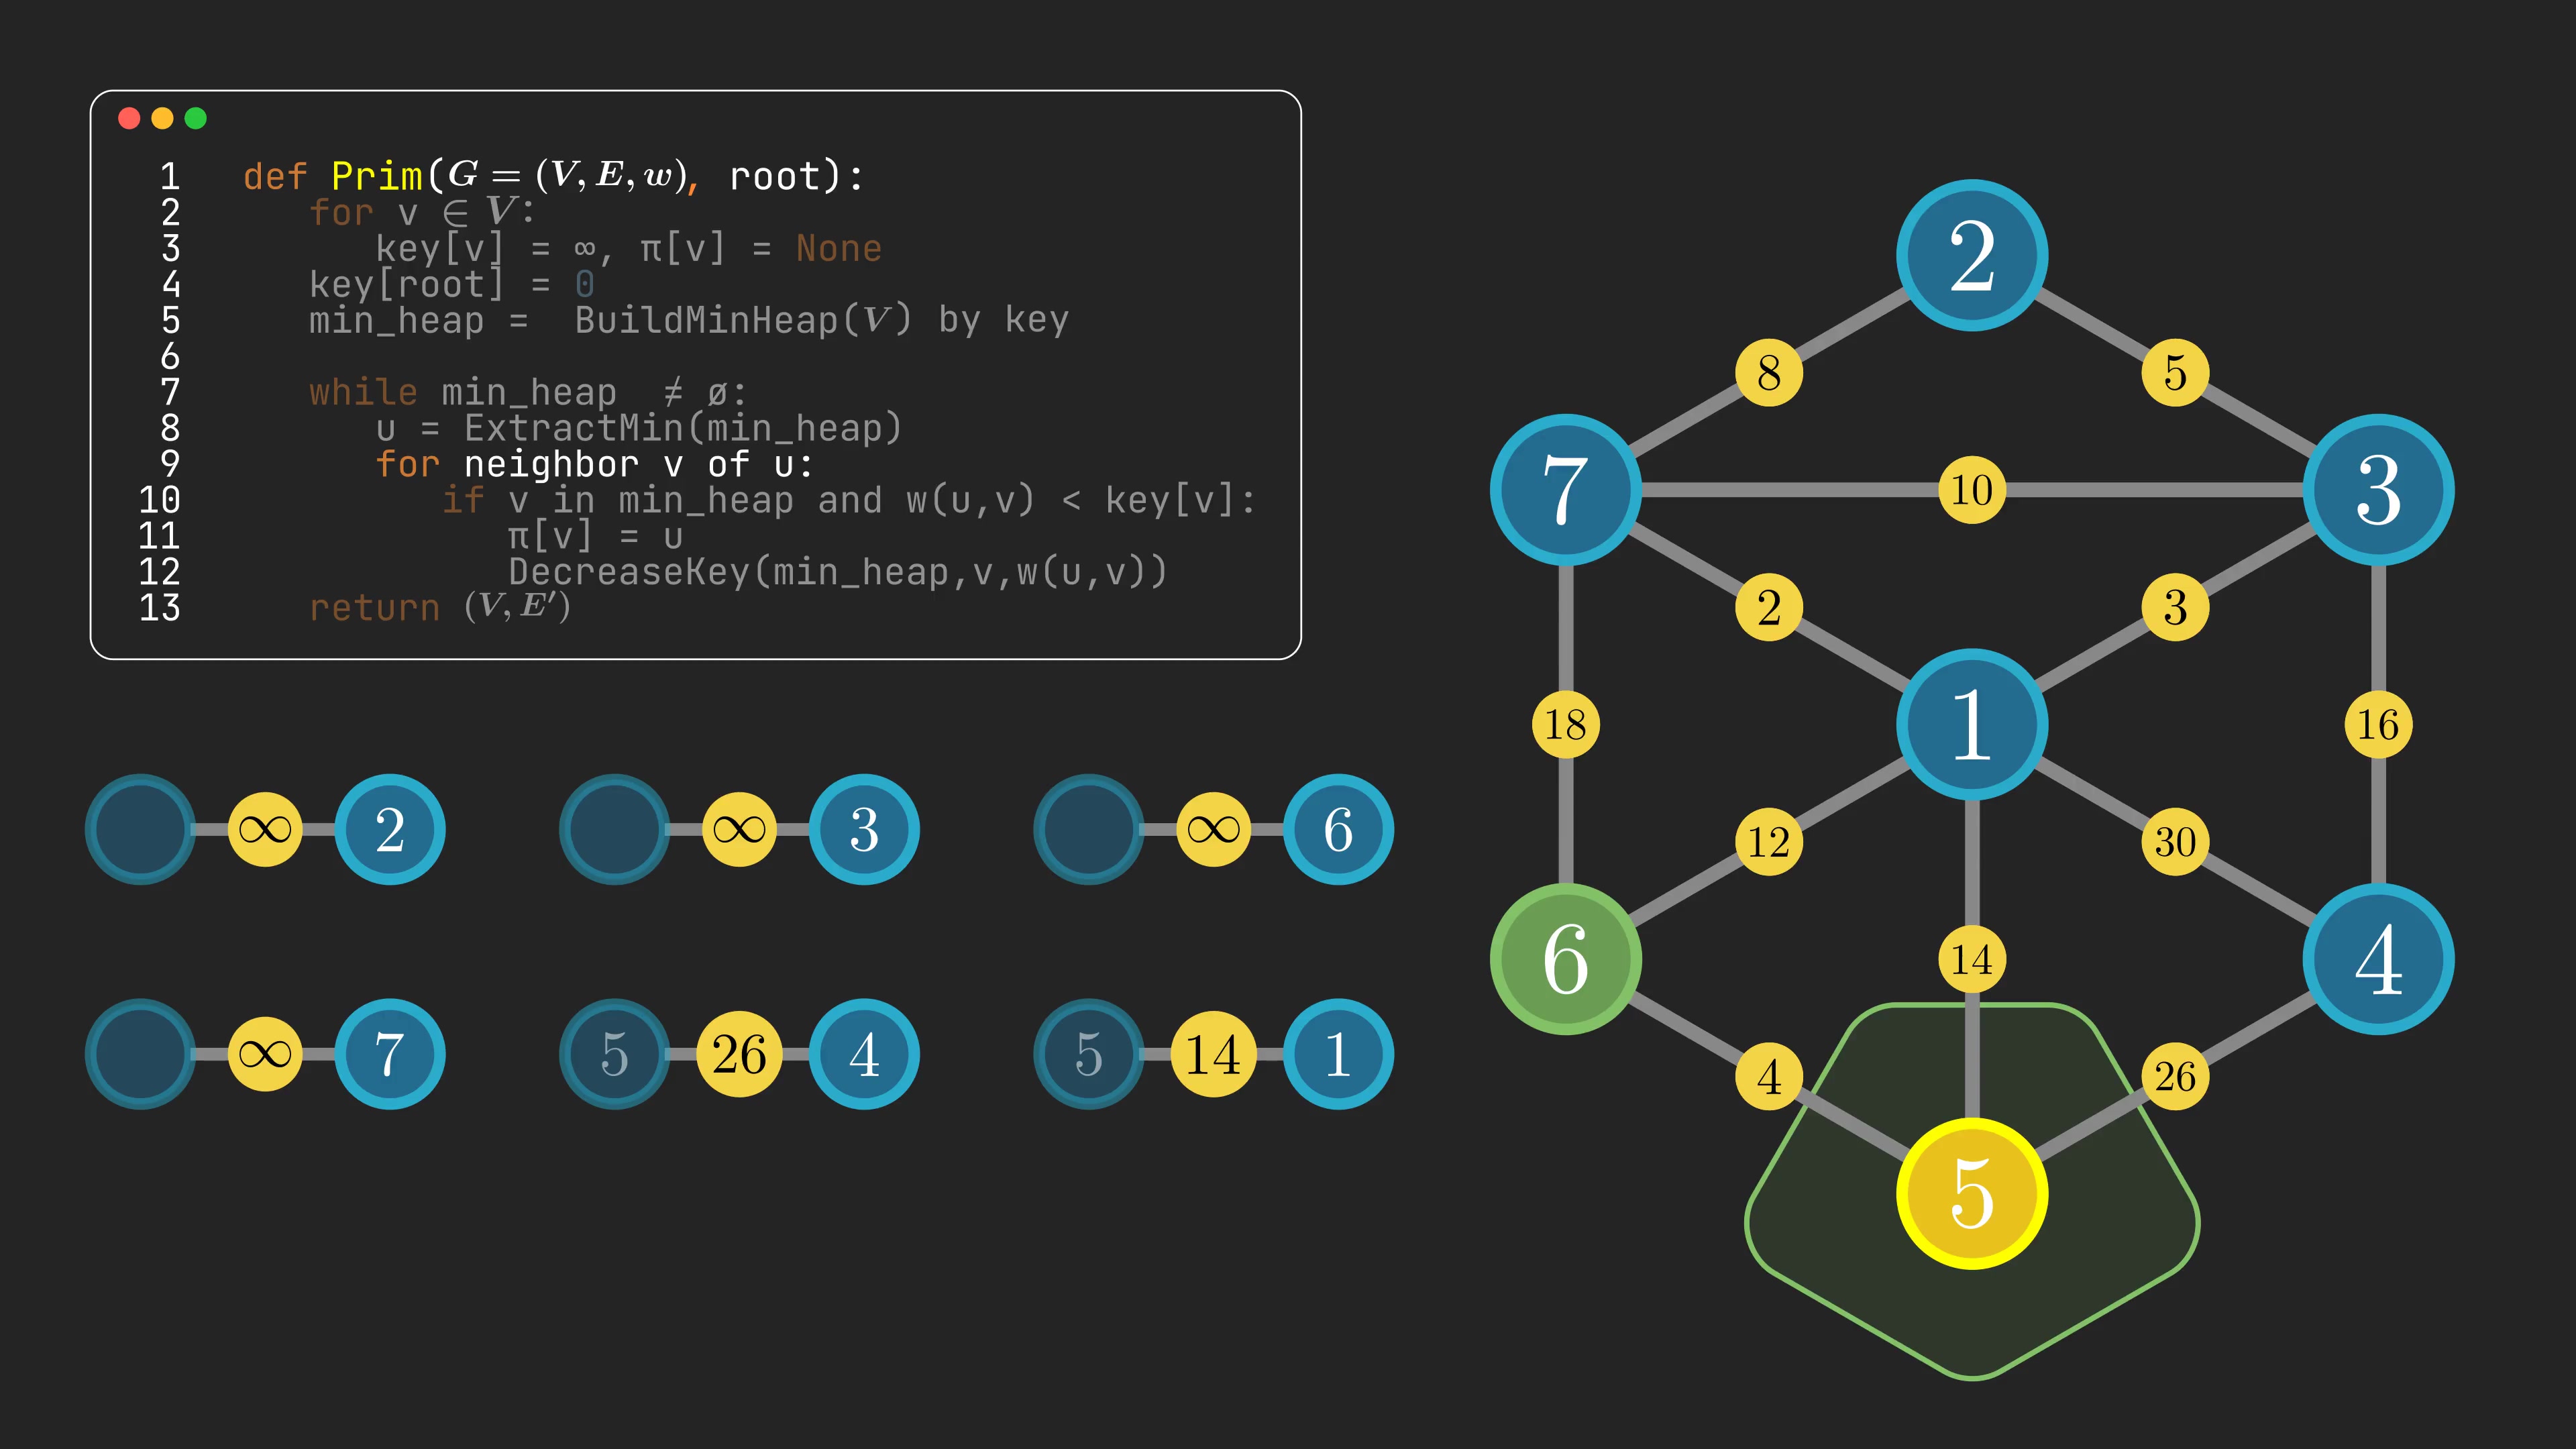 1 def Prim(G = (V, E, w), root):
2 for v ∈ V:
3 key[v] = ∞, π[v] = None
4 key[root] = 0
5 min_heap = BuildMinHeap(V) by key
6
7 while min_heap ≠ ø:
8 u = ExtractMin(min_heap)
9 for neighbor v of u:
10 if v in min_heap and w(u,v) < key[v]:
11 π[v] = u
12 DecreaseKey(min_heap,v,w(u,v))
13 return (V, E′)
∞ 2
∞ 3
∞ 6
∞ 7
5 26 4
5 14 1
2
8 5
7 10 3
2 3
18 1 16
12 30
6 14 4
4 26
5